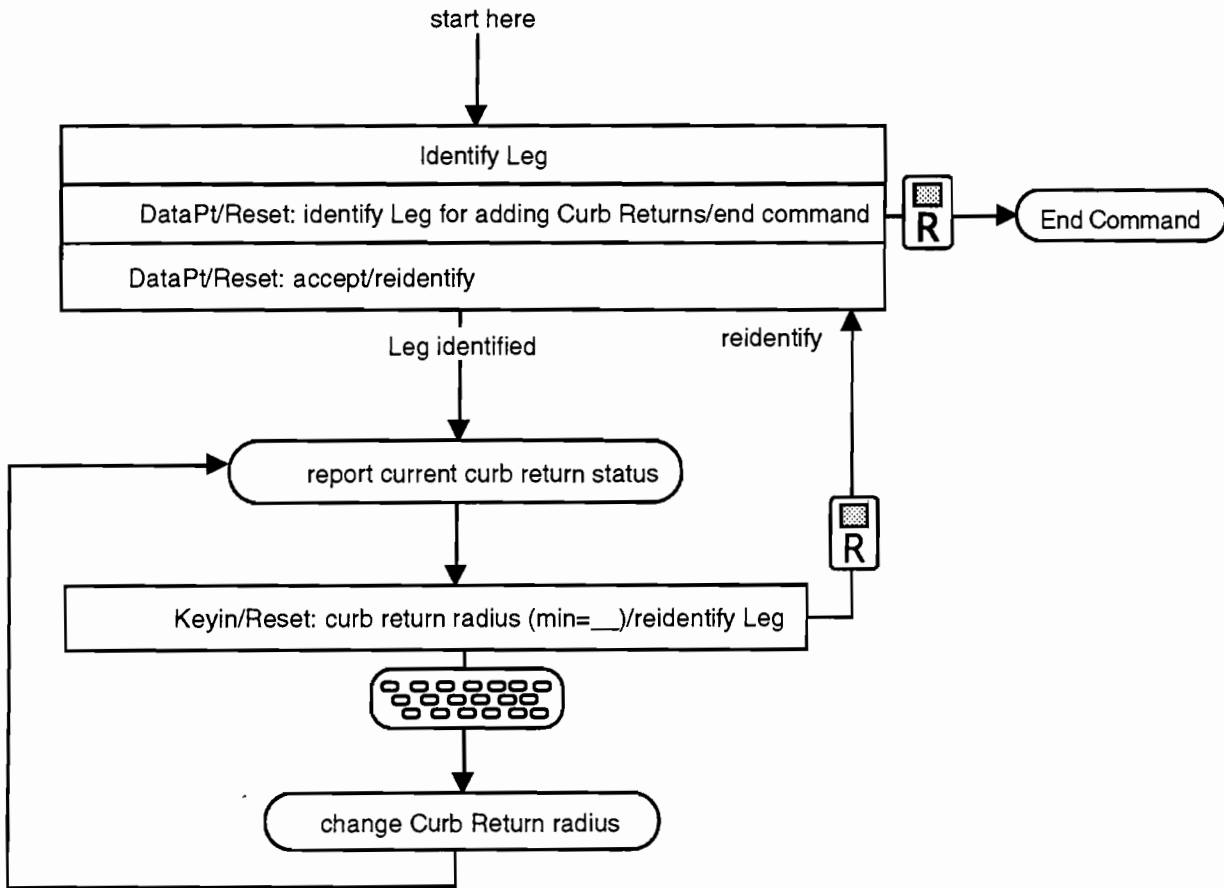 start here
Identify Leg
DataPt/Reset: identify Leg for adding Curb Returns/end command
R
End Command
DataPt/Reset: accept/reidentify
Leg identified
reidentify
report current curb return status
R
Keyin/Reset: curb return radius (min=__)/reidentify Leg
change Curb Return radius